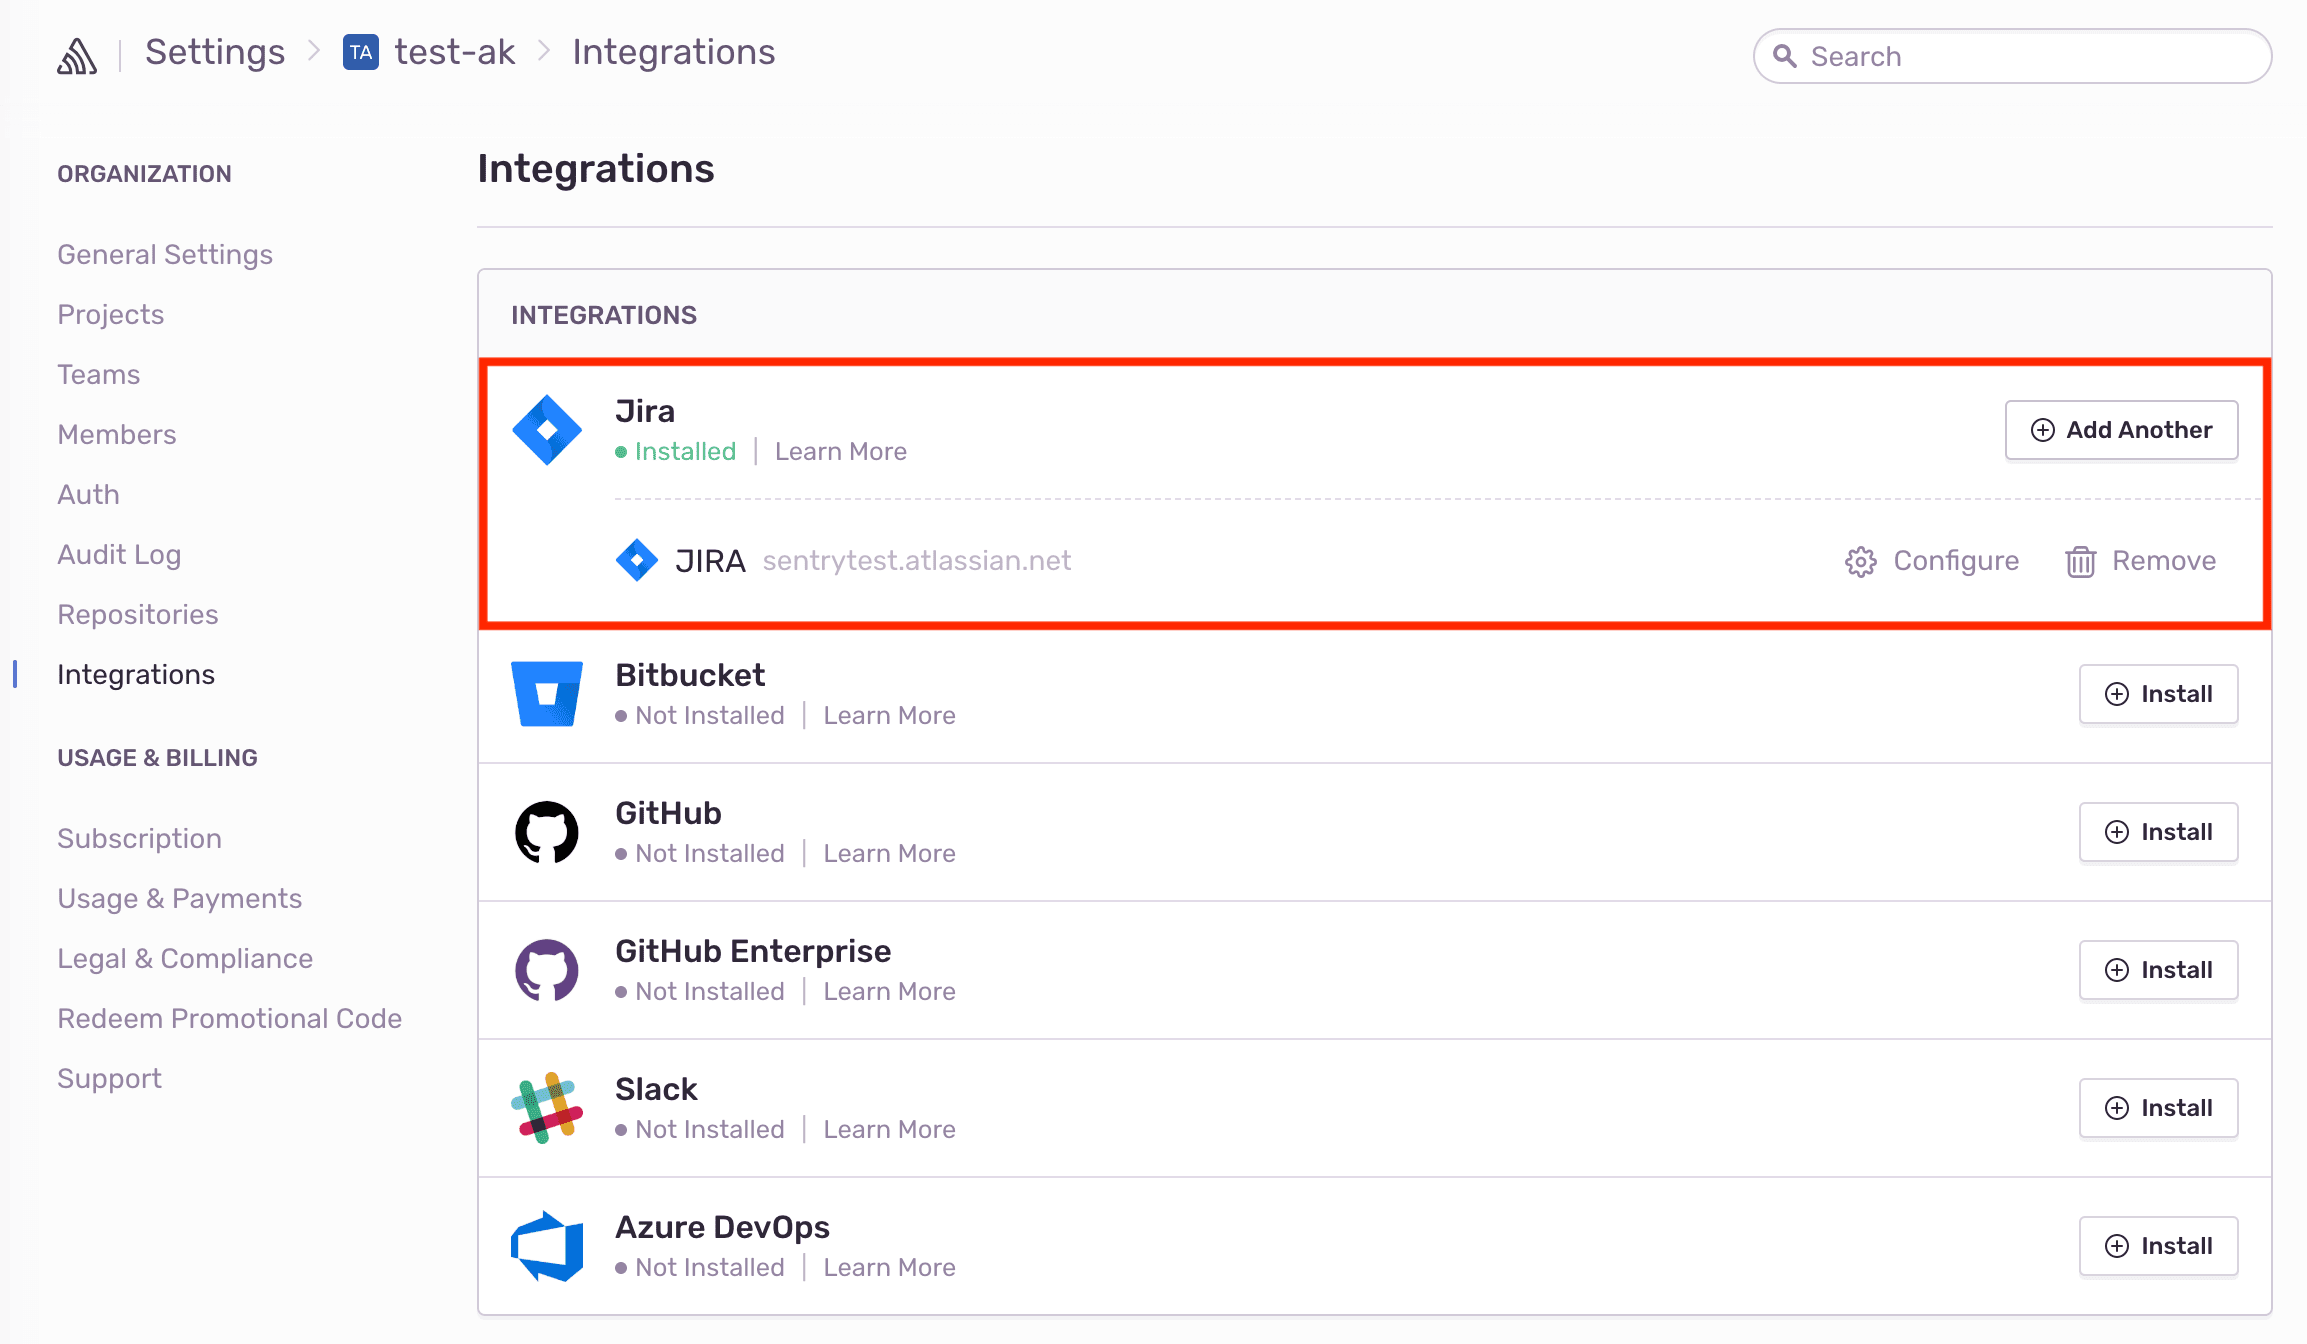 Settings > TA test-ak > Integrations
Search
ORGANIZATION
General Settings
Projects
Teams
Members
Auth
Audit Log
Repositories
Integrations
USAGE & BILLING
Subscription
Usage & Payments
Legal & Compliance
Redeem Promotional Code
Support
Integrations
INTEGRATIONS
Jira
Installed | Learn More
Add Another
JIRA sentrytest.atlassian.net
Configure
Remove
Bitbucket
Not Installed | Learn More
Install
GitHub
Not Installed | Learn More
Install
GitHub Enterprise
Not Installed | Learn More
Install
Slack
Not Installed | Learn More
Install
Azure DevOps
Not Installed | Learn More
Install